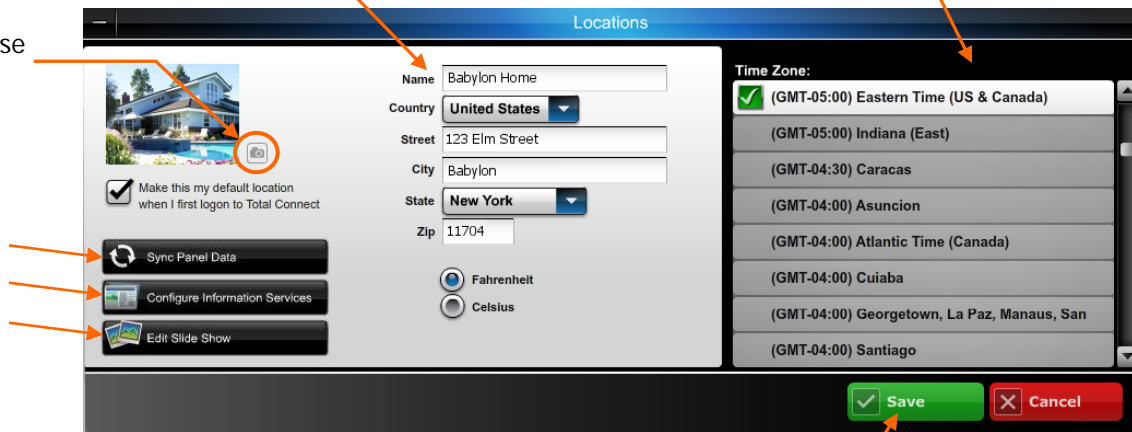 Locations
se
Name Babylon Home
Country United States
Street 123 Elm Street
City Babylon
State New York
Zip 11704
Make this my default location
when I first logon to Total Connect
Sync Panel Data
Configure Information Services
Edit Slide Show
Fahrenheit
Celsius
Time Zone:
(GMT-05:00) Eastern Time (US & Canada)
(GMT-05:00) Indiana (East)
(GMT-04:30) Caracas
(GMT-04:00) Asuncion
(GMT-04:00) Atlantic Time (Canada)
(GMT-04:00) Cuiaba
(GMT-04:00) Georgetown, La Paz, Manaus, San
(GMT-04:00) Santiago
Save
Cancel